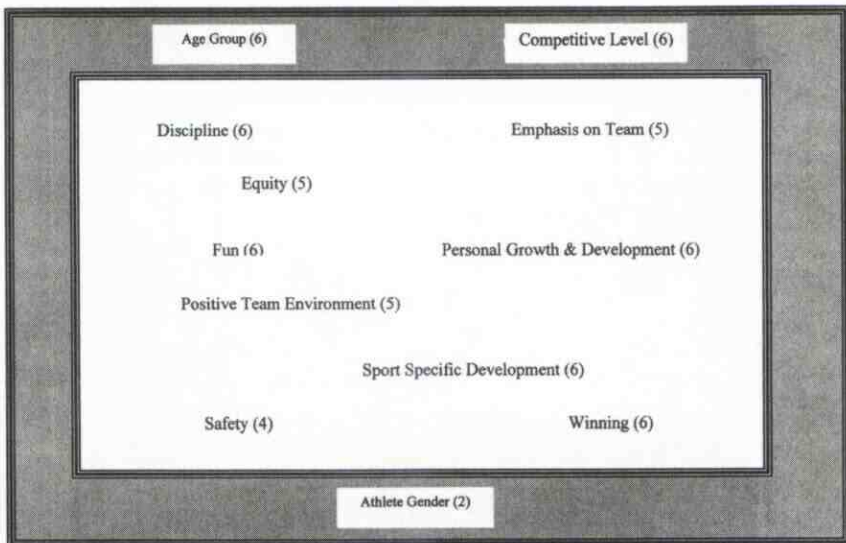 Age Group (6)
Competitive Level (6)
Discipline (6)
Emphasis on Team (5)
Equity (5)
Fun (6)
Personal Growth & Development (6)
Positive Team Environment (5)
Sport Specific Development (6)
Safety (4)
Winning (6)
Athlete Gender (2)